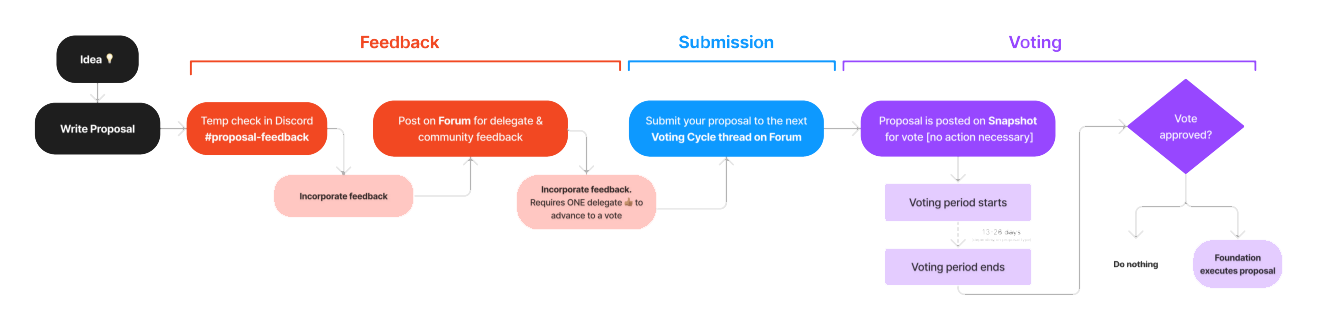 Feedback
Submission
Voting
Idea 💡
Write Proposal
Temp check in Discord
#proposal-feedback
Incorporate feedback
Post on Forum for delegate &
community feedback
Incorporate feedback.
Requires ONE delegate 👍🏾 to
advance to a vote
Submit your proposal to the next
Voting Cycle thread on Forum
Proposal is posted on Snapshot
for vote [no action necessary]
Voting period starts
days
Voting period ends
Vote
approved?
Do nothing
Foundation
executes proposal